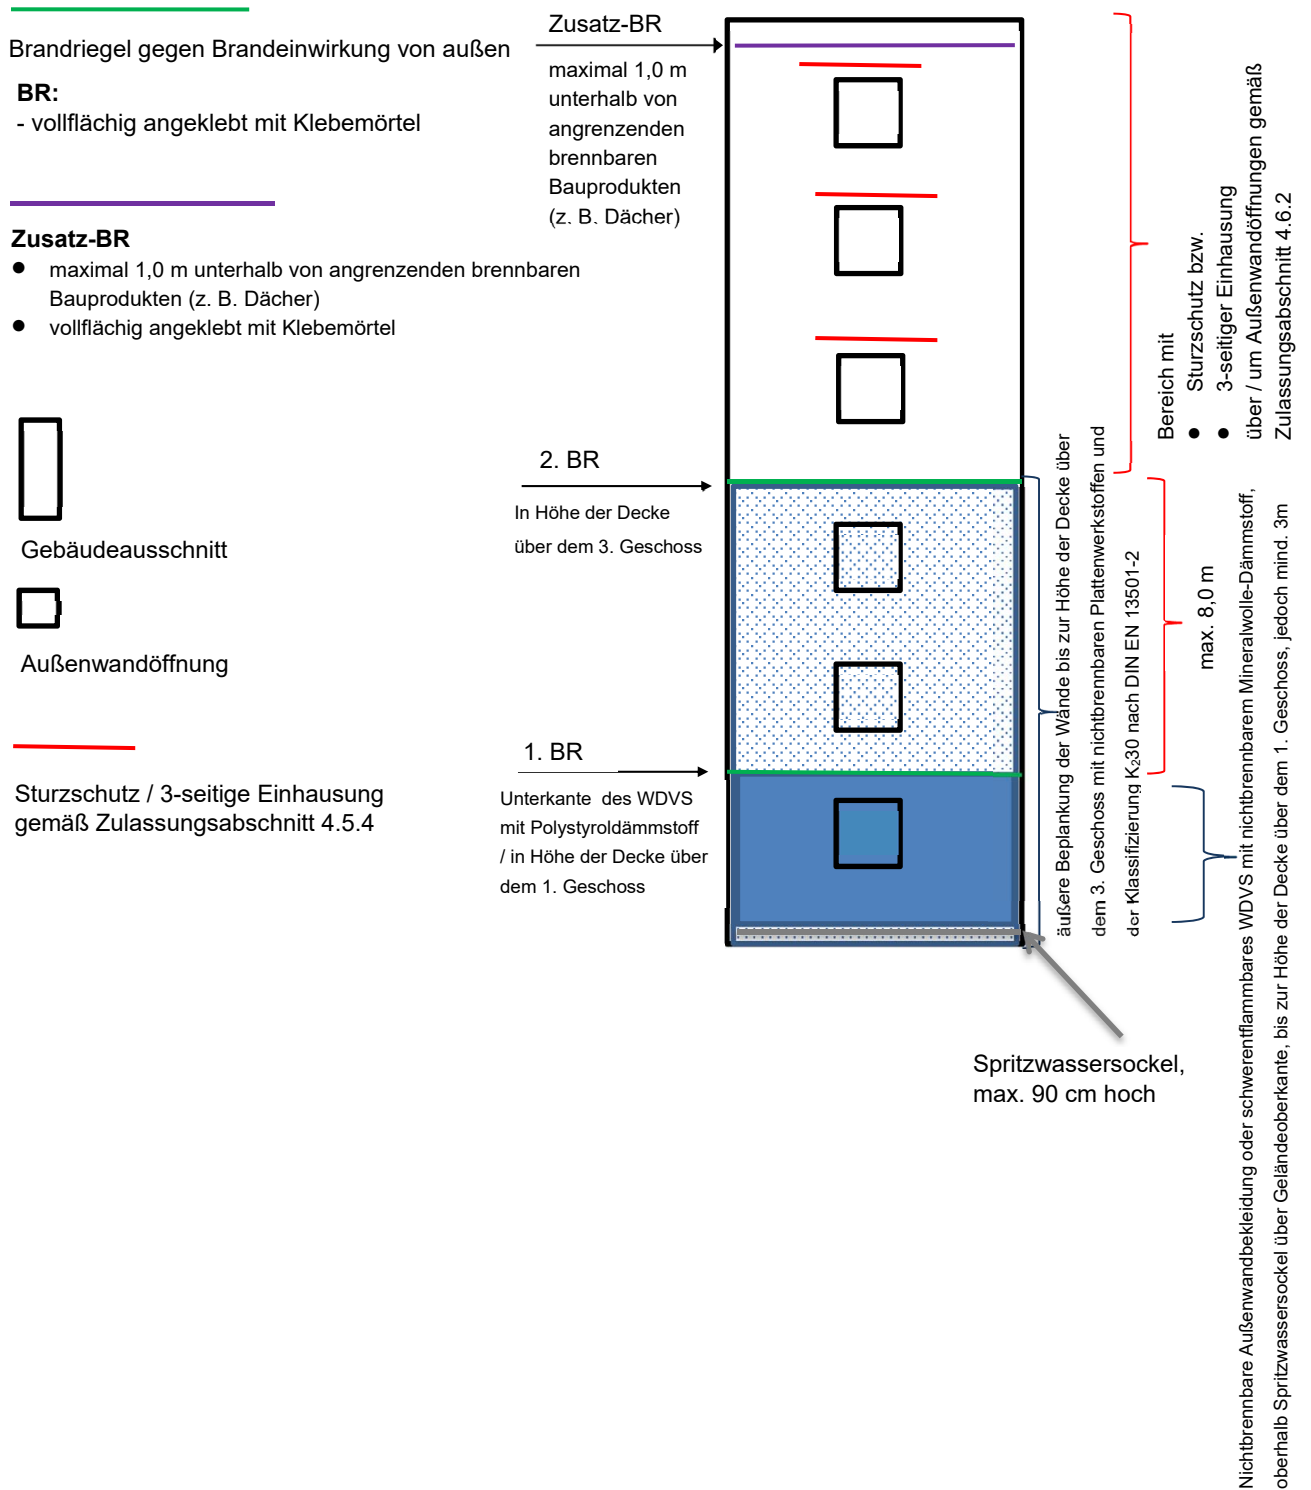 Brandriegel gegen Brandeinwirkung von außen
BR:
- vollflächig angeklebt mit Klebemörtel
Zusatz-BR
● maximal 1,0 m unterhalb von angrenzenden brennbaren
Bauprodukten (z. B. Dächer)
● vollflächig angeklebt mit Klebemörtel
Gebäudeausschnitt
Außenwandöffnung
Sturzschutz / 3-seitige Einhausung
gemäß Zulassungsabschnitt 4.5.4
Zusatz-BR
maximal 1,0 m
unterhalb von
angrenzenden
brennbaren
Bauprodukten
(z. B. Dächer)
2. BR
In Höhe der Decke
über dem 3. Geschoss
1. BR
Unterkante des WDVS
mit Polystyroldämmstoff
/ in Höhe der Decke über
dem 1. Geschoss
Spritzwassersockel,
max. 90 cm hoch
äußere Beplankung der Wände bis zur Höhe der Decke über
dem 3. Geschoss mit nichtbrennbaren Plattenwerkstoffen und
der Klassifizierung K₂30 nach DIN EN 13501-2
Bereich mit
● Sturzschutz bzw.
● 3-seitiger Einhausung
über / um Außenwandöffnungen gemäß
Zulassungsabschnitt 4.6.2
max. 8,0 m
Nichtbrennbare Außenwandbekleidung oder schwerentflammbares WDVS mit nichtbrennbarem Mineralwolle-Dämmstoff,
oberhalb Spritzwassersockel über Geländeoberkante, bis zur Höhe der Decke über dem 1. Geschoss, jedoch mind. 3m